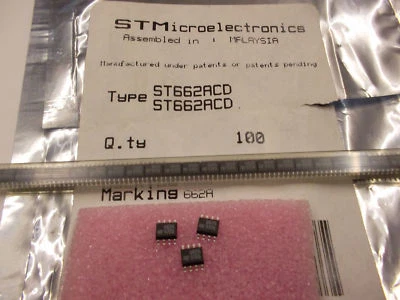 STMicroelectronics
Assembled in MALAYSIA
Manufactured under patents or patents pending
Type ST662ACD
ST662ACD
Q.ty 100
Marking 662A